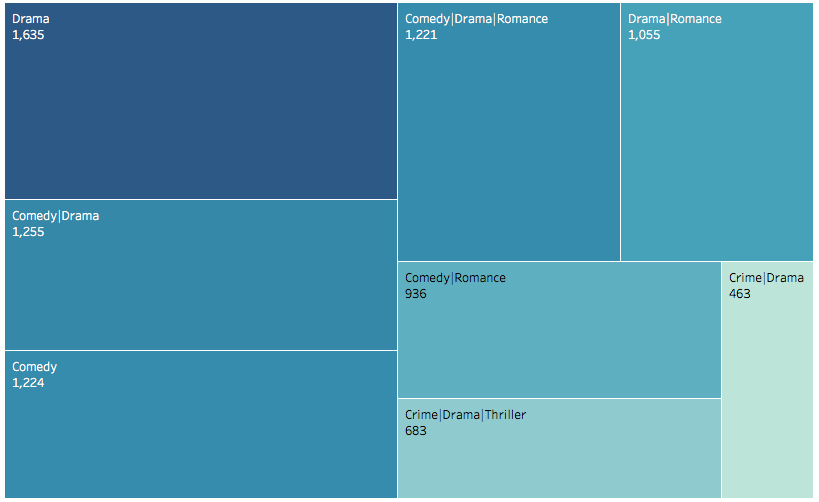 Drama
1,635
Comedy|Drama
1,255
Comedy
1,224
Comedy|Drama|Romance
1,221
Drama|Romance
1,055
Comedy|Romance
936
Crime|Drama|Thriller
683
Crime|Drama
463